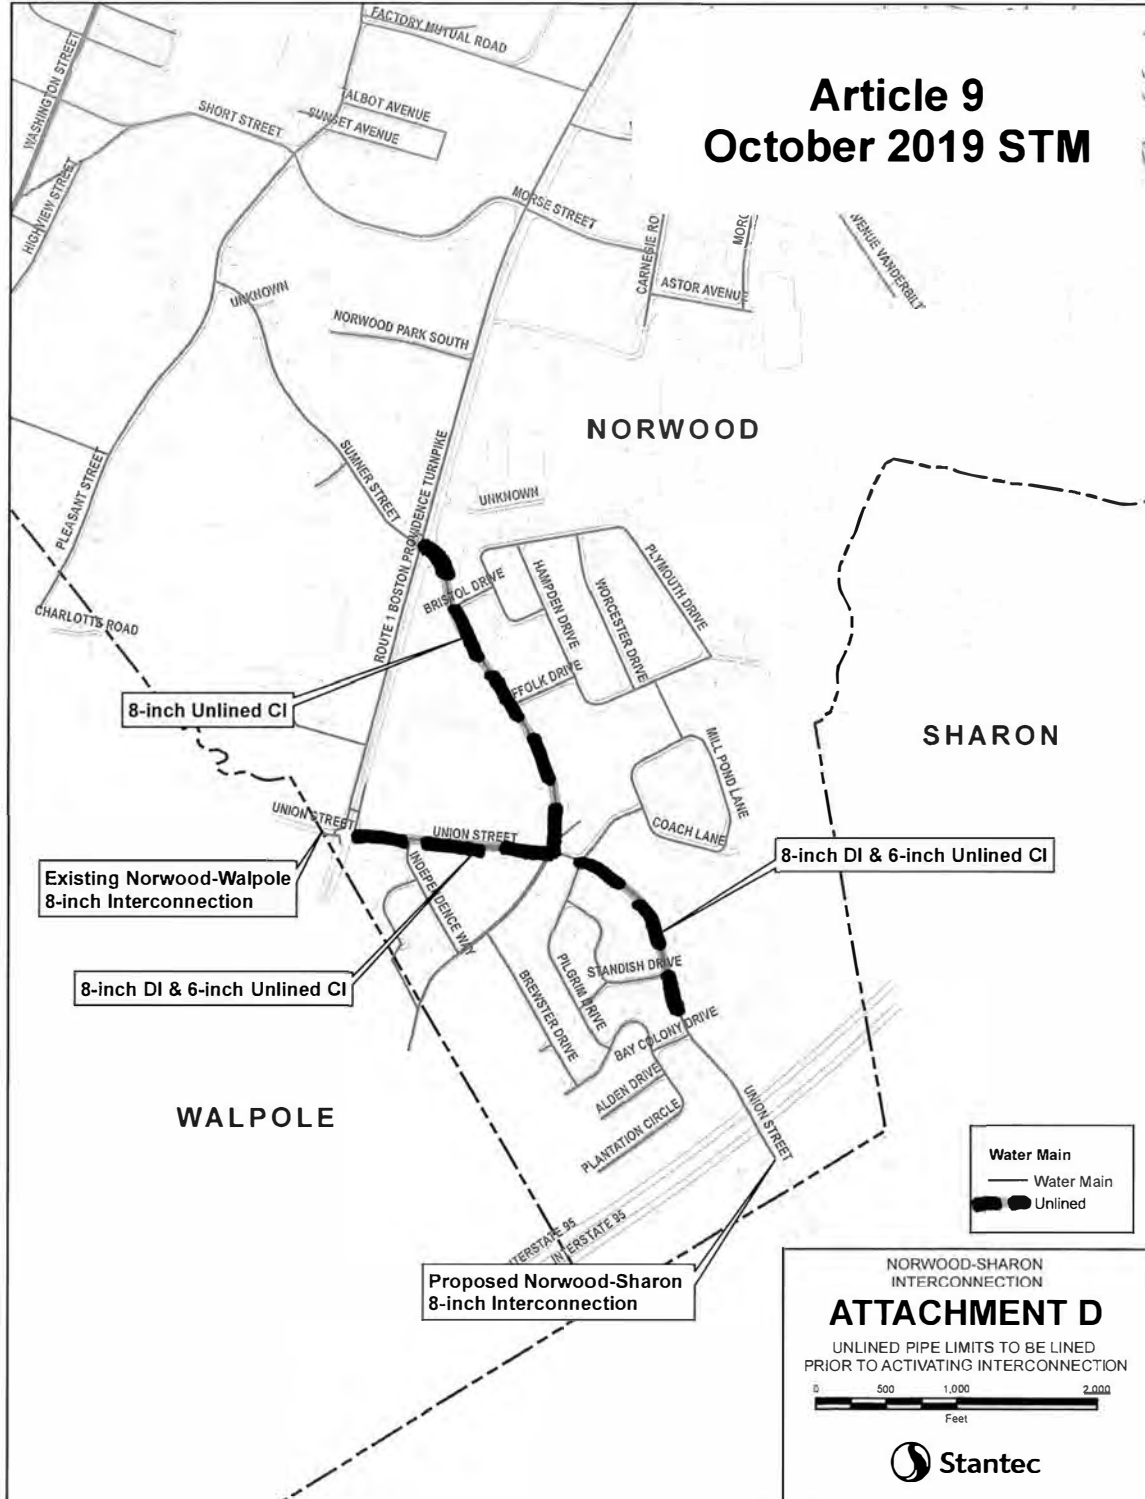 Article 9
October 2019 STM
FACTORY MUTUAL ROAD
WASHINGTON STREET
SHORT STREET
TALBOT AVENUE
SUNSET AVENUE
HIGHVIEW STREET
MORSE STREET
CARNEGIE RO
MORG
AVENUE VANDERBILT
ASTOR AVENUE
UNKNOWN
NORWOOD PARK SOUTH
NORWOOD
PLEASANT STREET
SUMNER STREET
ROUTE 1 BOSTON PROVIDENCE TURNPIKE
UNKNOWN
CHARLOTTE ROAD
BRISTOL DRIVE
HAMPDEN DRIVE
WORCESTER DRIVE
PLYMOUTH DRIVE
FFOLK DRIVE
8-inch Unlined CI
SHARON
MILL POND LANE
COACH LANE
UNION STREET
UNION STREET
8-inch DI & 6-inch Unlined CI
Existing Norwood-Walpole
8-inch Interconnection
INDEPENDENCE WAY
8-inch DI & 6-inch Unlined CI
STANDISH DRIVE
PILGRIM DRIVE
BREWSTER DRIVE
BAY COLONY DRIVE
ALDEN DRIVE
PLANTATION CIRCLE
UNION STREET
WALPOLE
NTERSTATE 95
INTERSTATE 95
Proposed Norwood-Sharon
8-inch Interconnection
Water Main
Water Main
Unlined
NORWOOD-SHARON
INTERCONNECTION
ATTACHMENT D
UNLINED PIPE LIMITS TO BE LINED
PRIOR TO ACTIVATING INTERCONNECTION
0 500 1,000 2,000
Feet
Stantec